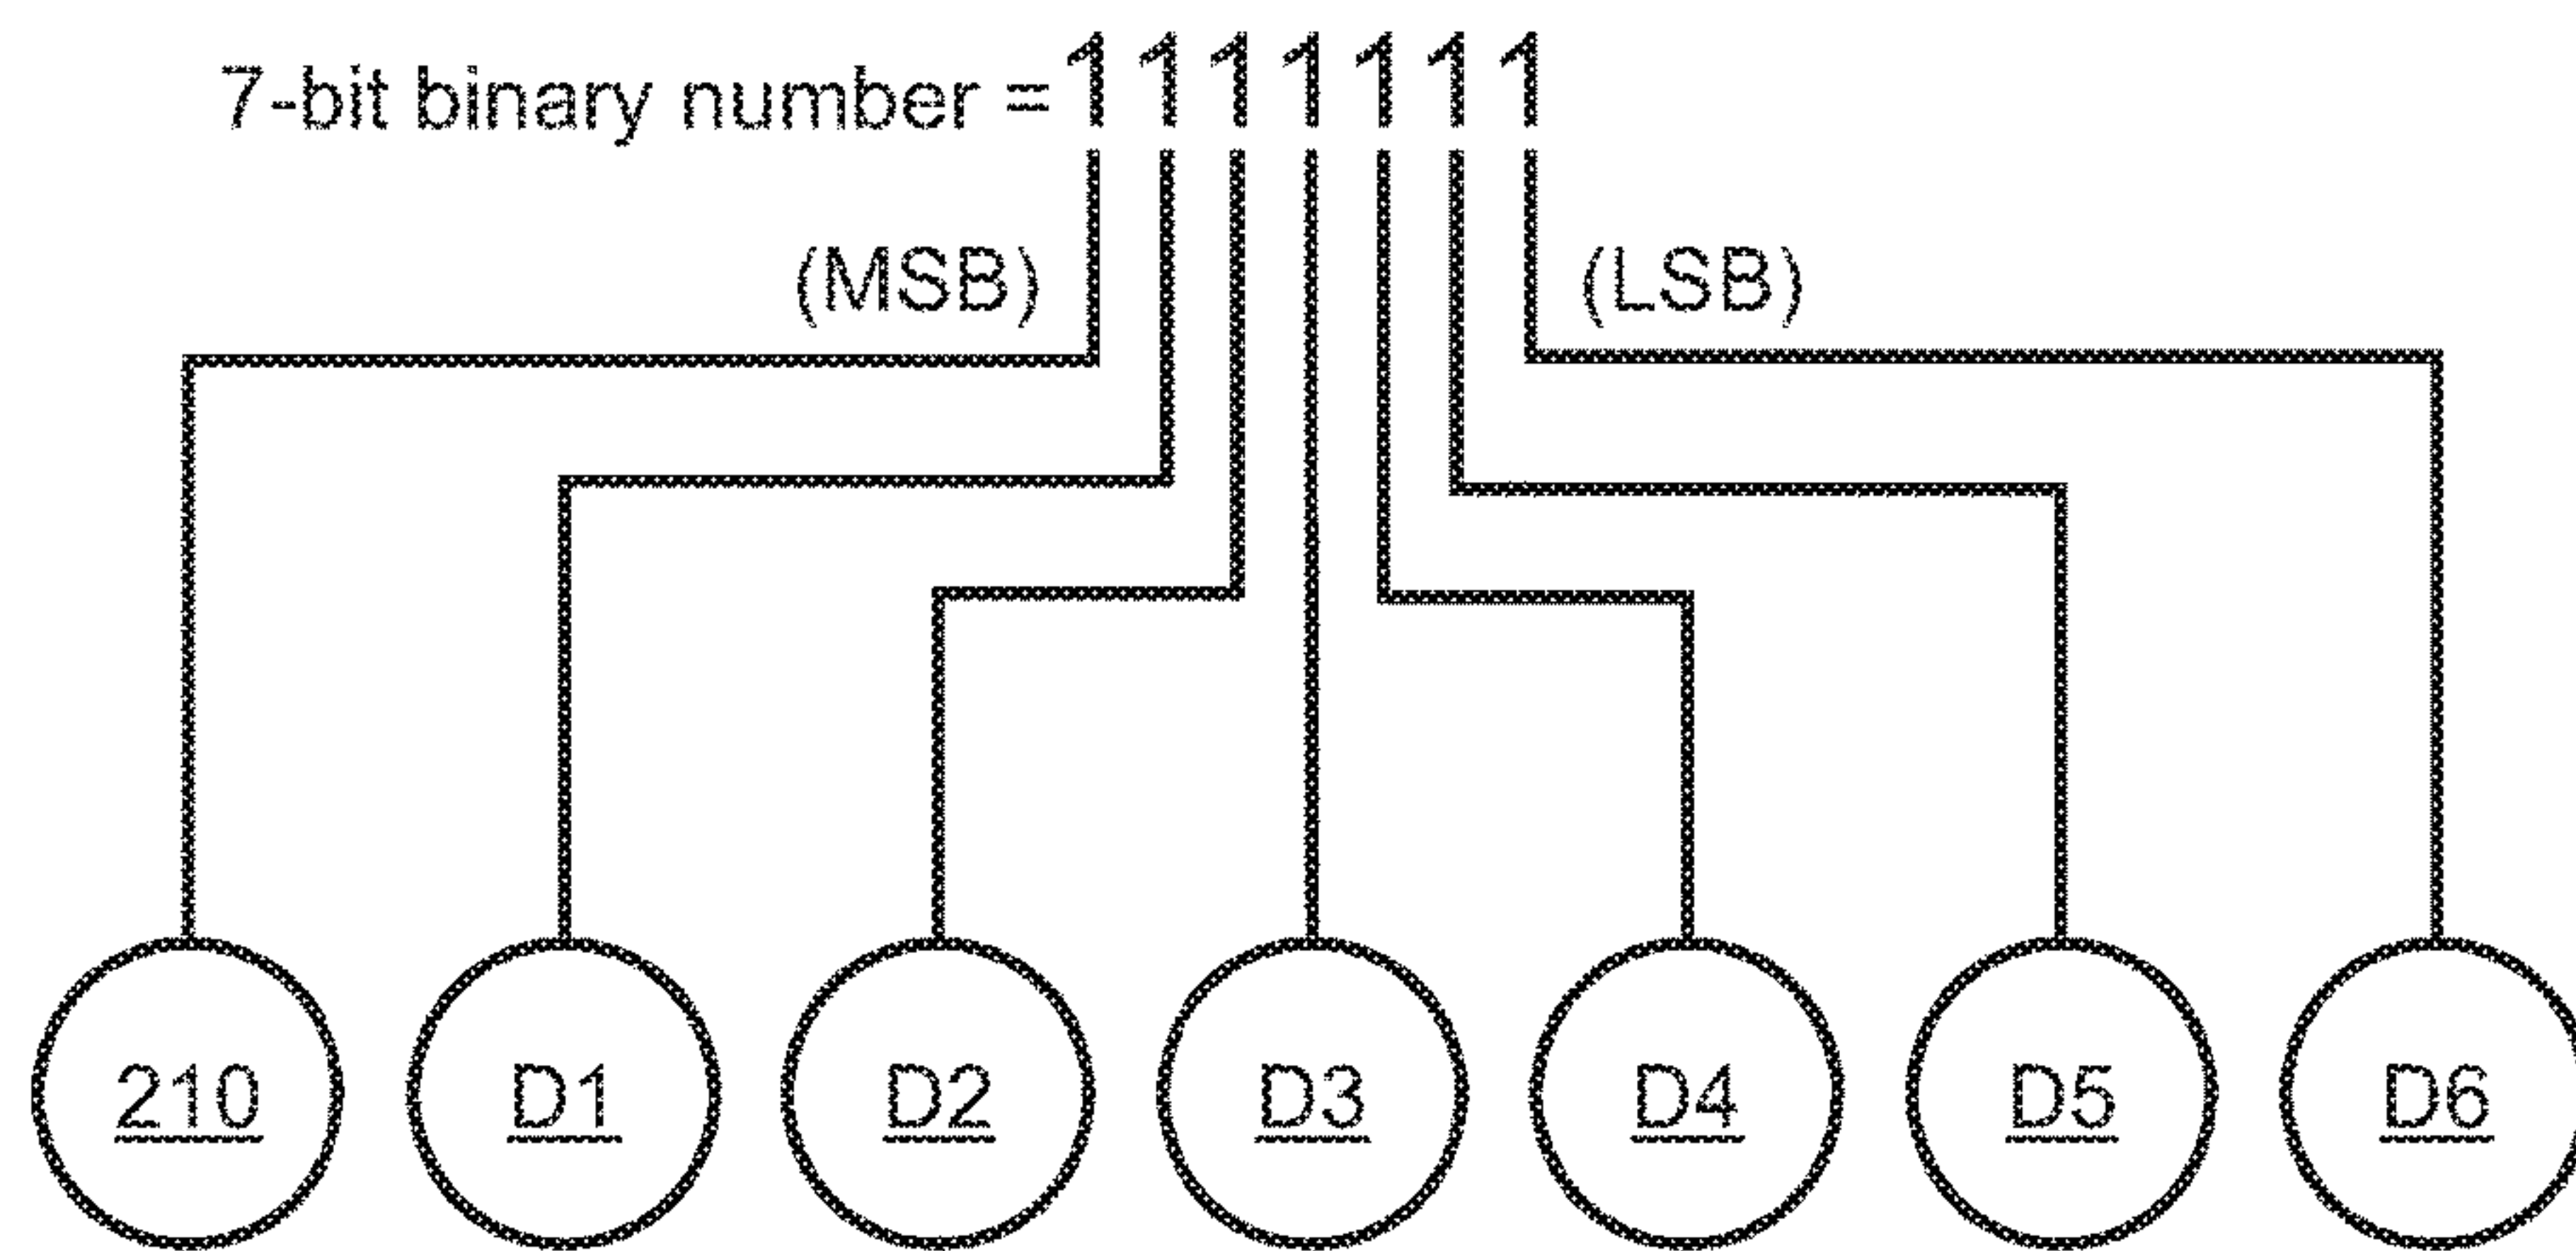 7-bit binary number = 1 1 1 1 1 1 1
(MSB) (LSB)
210 D1 D2 D3 D4 D5 D6